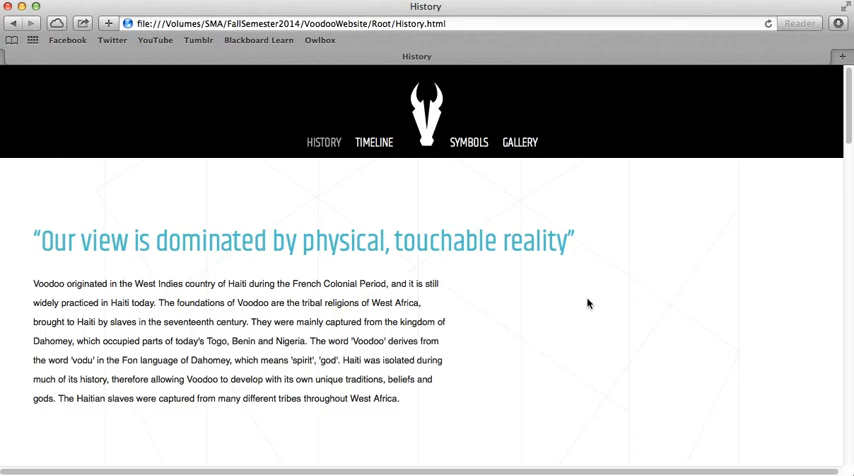 History
file:///Volumes/SMA/FallSemester2014/VoodooWebsite/Root/History.html
Reader
Facebook Twitter YouTube Tumblr Blackboard Learn Owlbox
History
HISTORY TIMELINE SYMBOLS GALLERY
“Our view is dominated by physical, touchable reality”
Voodoo originated in the West Indies country of Haiti during the French Colonial Period, and it is still
widely practiced in Haiti today. The foundations of Voodoo are the tribal religions of West Africa,
brought to Haiti by slaves in the seventeenth century. They were mainly captured from the kingdom of
Dahomey, which occupied parts of today's Togo, Benin and Nigeria. The word 'Voodoo' derives from
the word 'vodu' in the Fon language of Dahomey, which means 'spirit', 'god'. Haiti was isolated during
much of its history, therefore allowing Voodoo to develop with its own unique traditions, beliefs and
gods. The Haitian slaves were captured from many different tribes throughout West Africa.